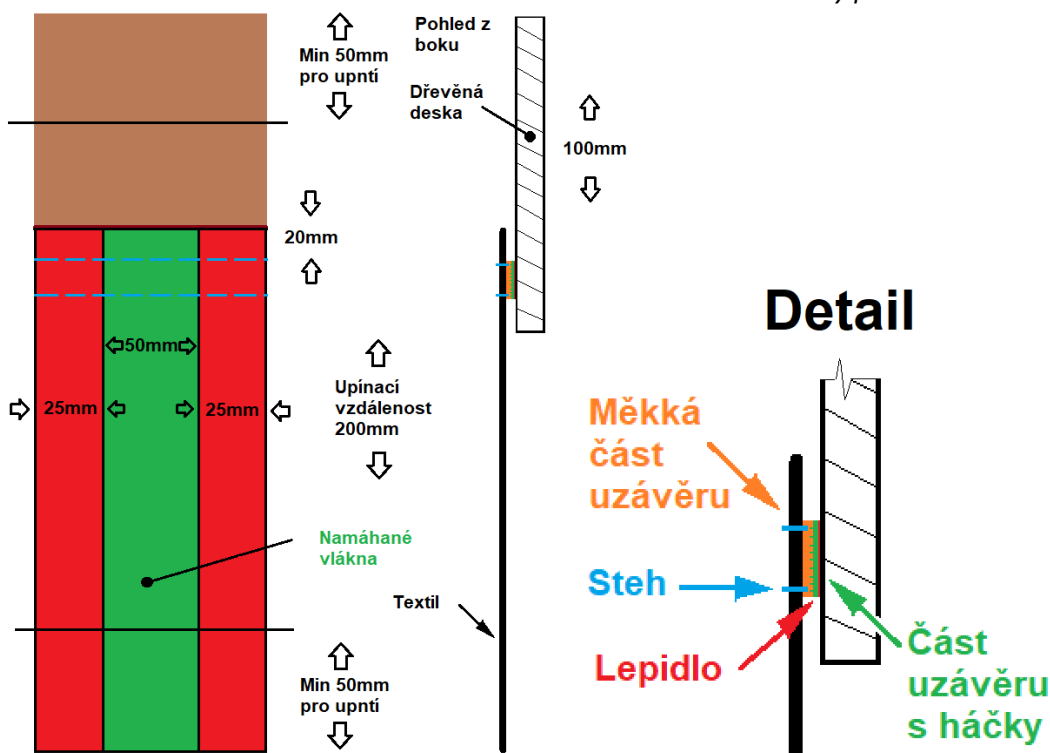 Min 50mm
pro upntí
20mm
50mm
25mm
25mm
Upínací
vzdálenost
200mm
Namáhané
vlákna
Min 50mm
pro upntí
Pohled z
boku
Dřevěná
deska
100mm
Textil
Detail
Měkká
část
uzávěru
Steh
Lepidlo
Část
uzávěru
s háčky